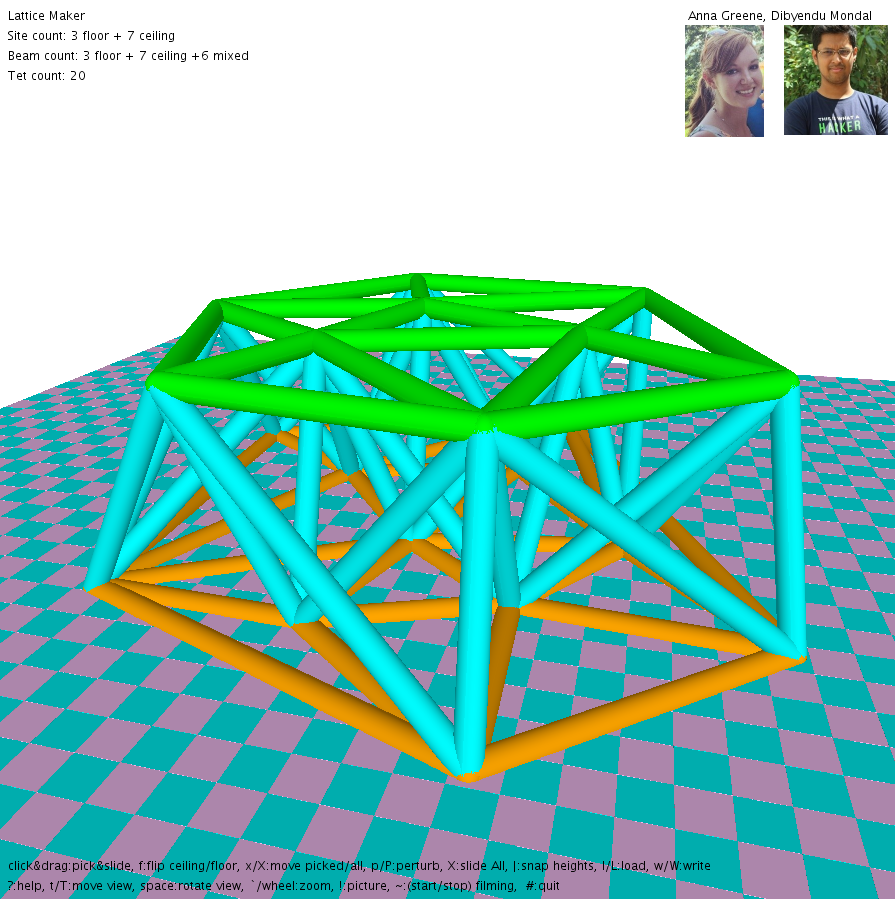 Lattice Maker
Anna Greene, Dibyendu Mondal
Site count: 3 floor + 7 ceiling
Beam count: 3 floor + 7 ceiling +6 mixed
Tet count: 20
THIS IS WHAT A
HACKER
click&drag:pick&slide, f:flip ceiling/floor, x/X:move picked/all, p/P:perturb, X:slide All, |:snap heights, l/L:load, w/W:write
?:help, t/T:move view, space:rotate view, `/wheel:zoom, !:picture, ~:(start/stop) filming, #:quit